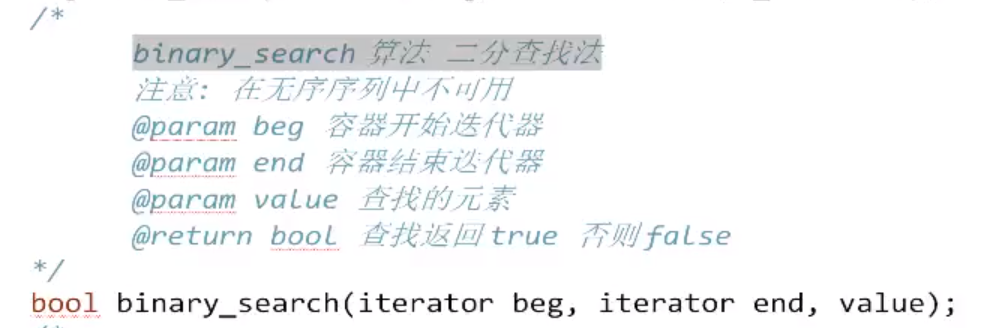 /*
binary_search 算法 二分查找法
注意: 在无序序列中不可用
@param beg 容器开始迭代器
@param end 容器结束迭代器
@param value 查找的元素
@return bool 查找返回true 否则false
*/
bool binary_search(iterator beg, iterator end, value);